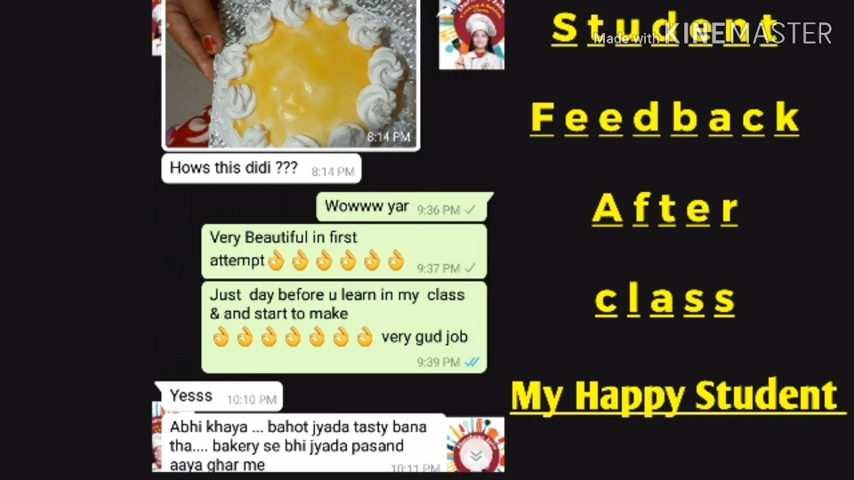 8:14 PM
Hows this didi ??? 8:14 PM
Wowww yar 9:36 PM
Very Beautiful in first
attempt👌👌👌👌👌👌 9:37 PM
Just day before u learn in my class
& and start to make
👌👌👌👌👌👌👌 very gud job
9:39 PM
Yesss 10:10 PM
Abhi khaya ... bahot jyada tasty bana
tha.... bakery se bhi jyada pasand
aaya ghar me 10:11 PM
Student
Made with KINEMASTER
Feedback
After
class
My Happy Student